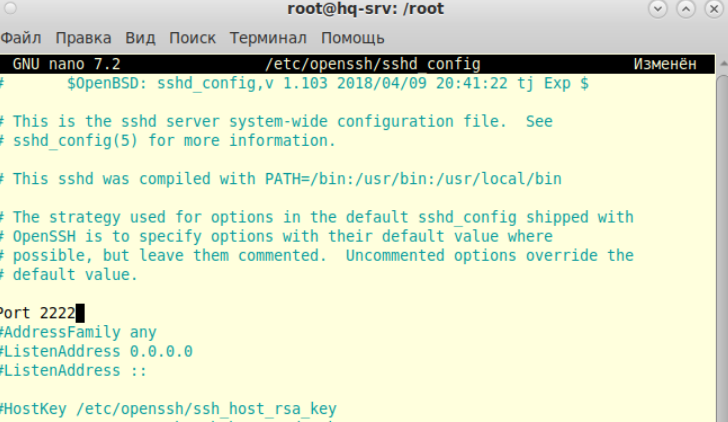 root@hq-srv: /root
Файл Правка Вид Поиск Терминал Помощь
GNU nano 7.2 /etc/openssh/sshd_config Изменён
# $OpenBSD: sshd_config,v 1.103 2018/04/09 20:41:22 tj Exp $
# This is the sshd server system-wide configuration file. See
# sshd_config(5) for more information.
# This sshd was compiled with PATH=/bin:/usr/bin:/usr/local/bin
# The strategy used for options in the default sshd_config shipped with
# OpenSSH is to specify options with their default value where
# possible, but leave them commented. Uncommented options override the
# default value.
Port 2222
#AddressFamily any
#ListenAddress 0.0.0.0
#ListenAddress ::
#HostKey /etc/openssh/ssh_host_rsa_key